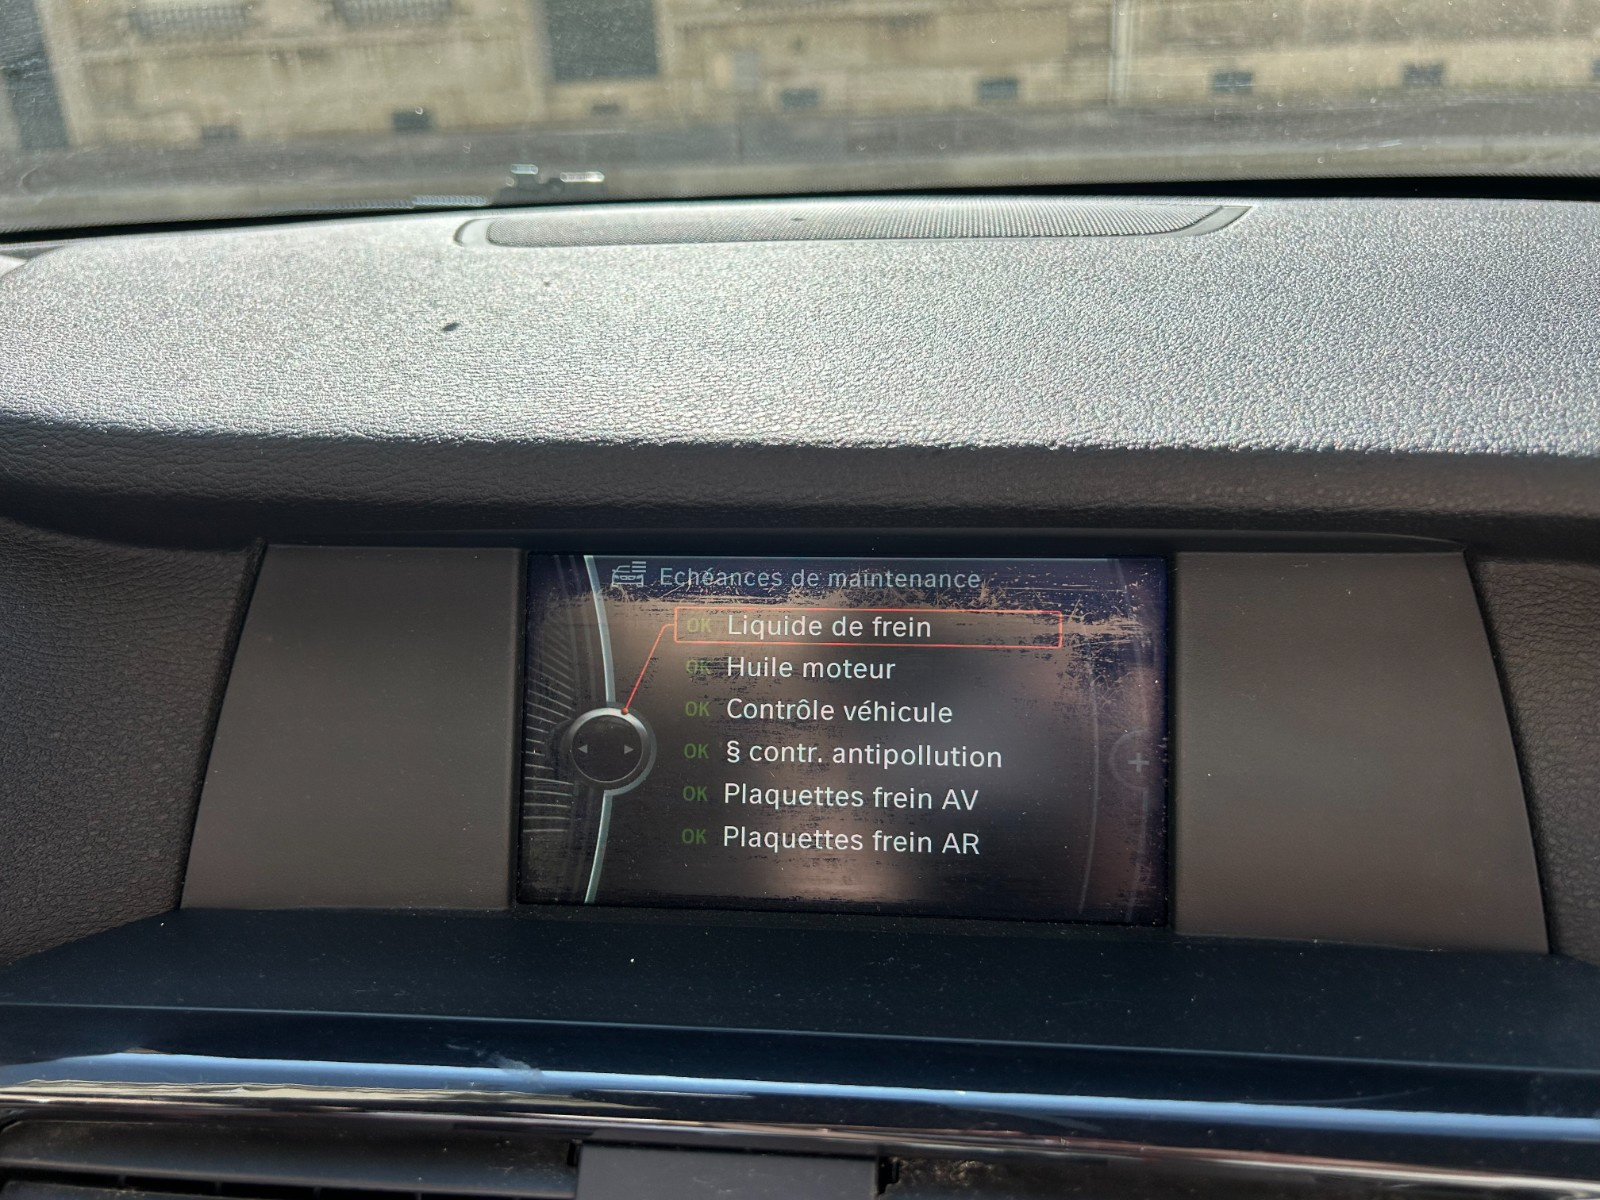 Echéances de maintenance
OK Liquide de frein
OK Huile moteur
OK Contrôle véhicule
OK § contr. antipollution
OK Plaquettes frein AV
OK Plaquettes frein AR